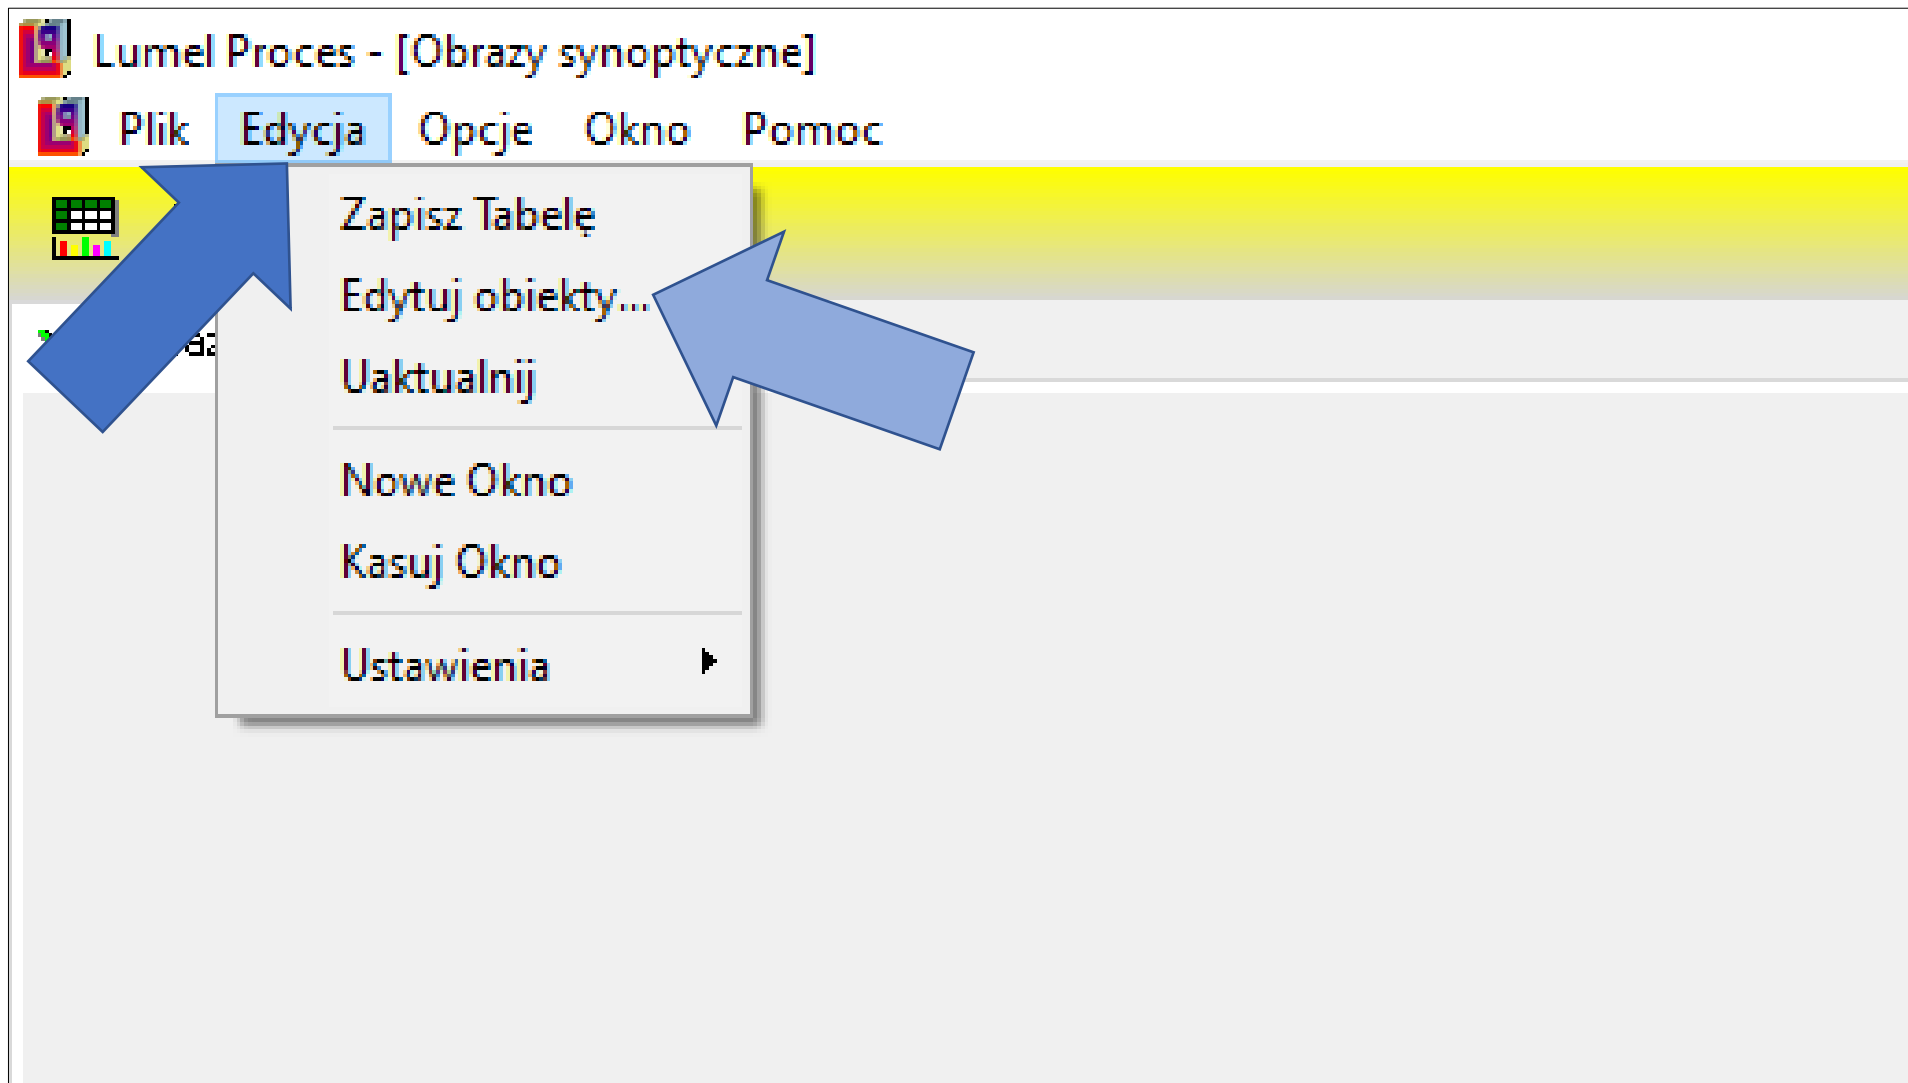 Lumel Proces - [Obrazy synoptyczne]
Plik Edycja Opcje Okno Pomoc
Zapisz Tabelę
Edytuj obiekty...
Uaktualnij
Nowe Okno
Kasuj Okno
Ustawienia